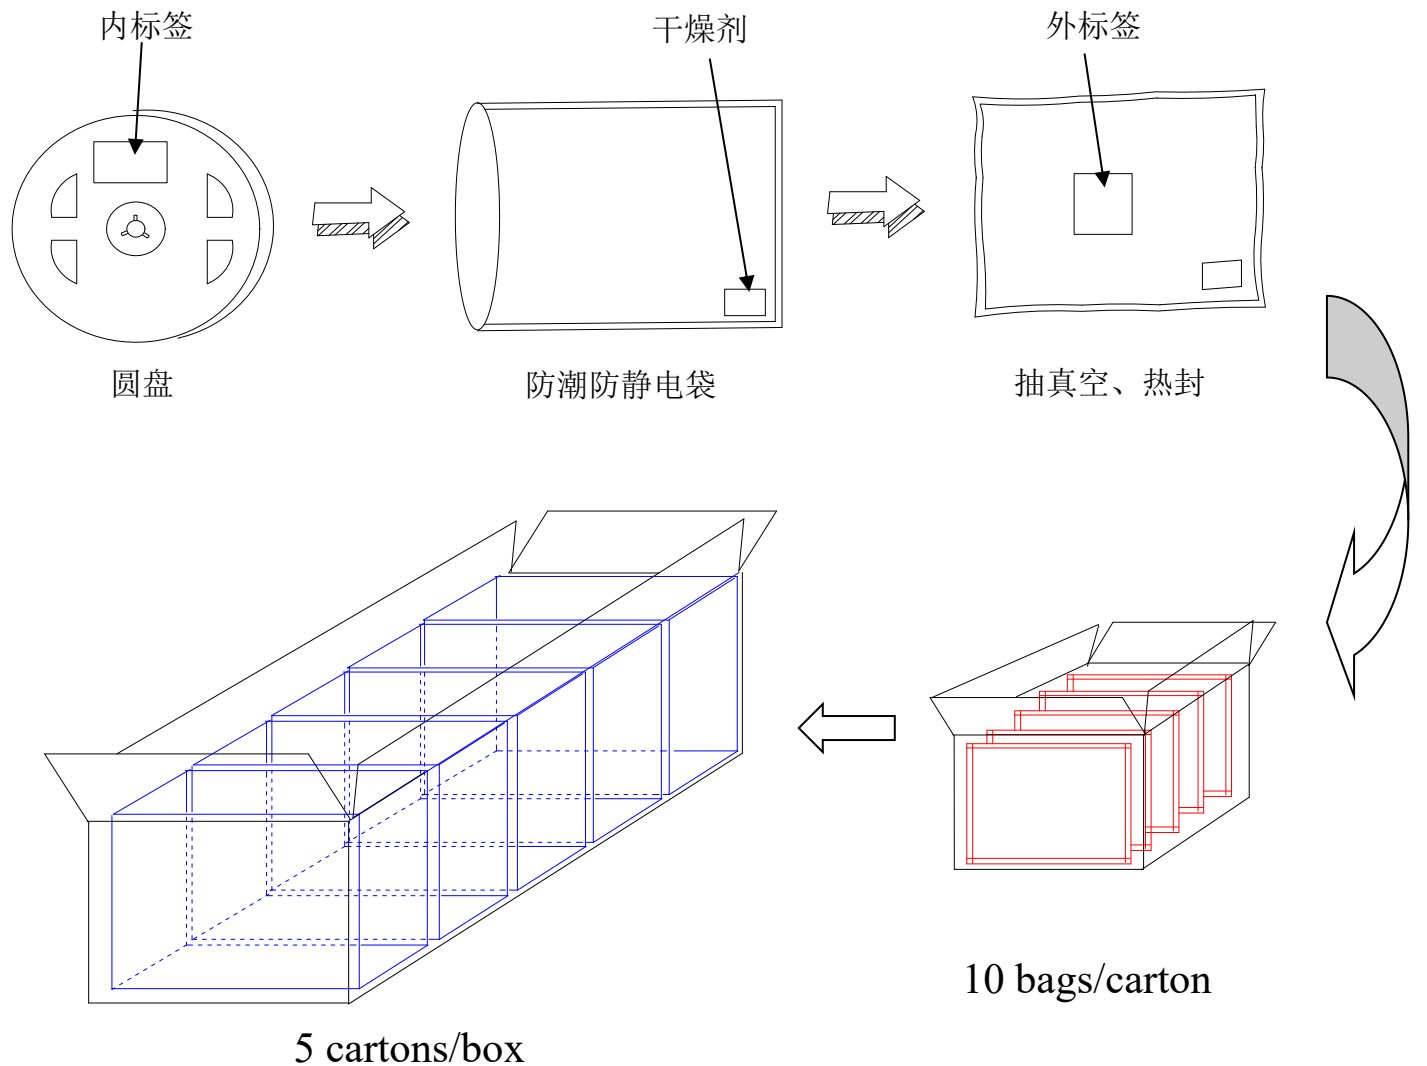 内标签
干燥剂
外标签
圆盘
防潮防静电袋
抽真空、热封
10 bags/carton
5 cartons/box